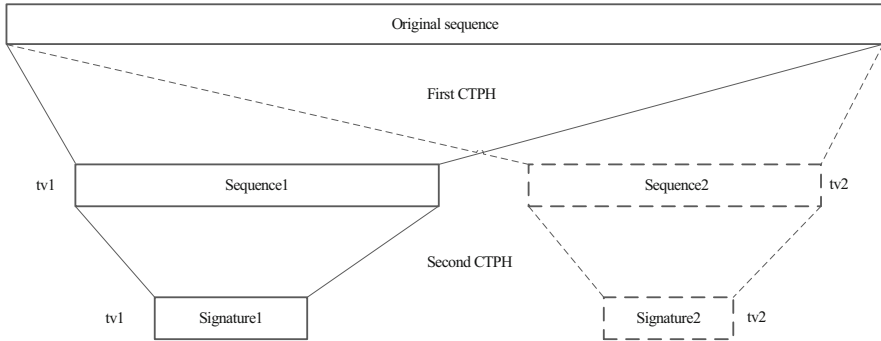 Original sequence
First CTPH
tv1 Sequence1 Sequence2 tv2
Second CTPH
tv1 Signature1 Signature2 tv2